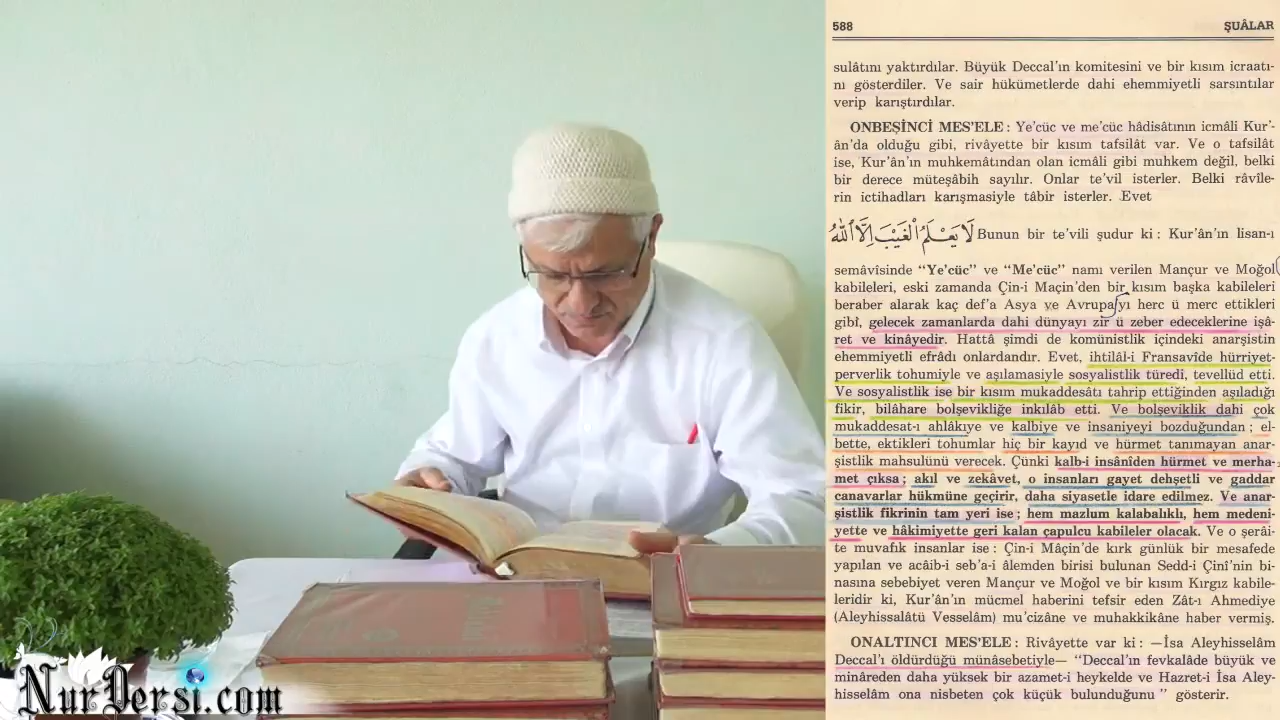 588 ŞUÂLAR
sulâtını yaktırdılar. Büyük Deccal'ın komitesini ve bir kısım icraatı-
nı gösterdiler. Ve sair hükümetlerde dahi ehemmiyetli sarsıntılar
verip karıştırdılar.
ONBEŞİNCİ MES'ELE : Ye'cüc ve me'cüc hâdisâtının icmâli Kur'-
ân'da olduğu gibi, rivâyette bir kısım tafsilât var. Ve o tafsilât
ise, Kur'ân'ın muhkemâtından olan icmâli gibi muhkem değil, belki
bir derece müteşâbih sayılır. Onlar te'vil isterler. Belki râvile-
rin ictihadları karışmasiyle tâbir isterler. Evet
لَا يَعْلَمُ الْغَيْبَ اِلَّا اللّٰهُ Bunun bir te'vili şudur ki : Kur'ân'ın lisan-ı
semâvîsinde "Ye'cüc" ve "Me'cüc" namı verilen Mançur ve Moğol
kabileleri, eski zamanda Çin-i Maçin'den bir kısım başka kabileleri
beraber alarak kaç def'a Asya ve Avrupa'yı herc ü merc ettikleri
gibi, gelecek zamanlarda dahi dünyayı zir ü zeber edeceklerine işâ-
ret ve kinâyedir. Hattâ şimdi de komünistlik içindeki anarşistin
ehemmiyetli efrâdı onlardandır. Evet, ihtilâl-i Fransavîde hürriyet-
perverlik tohumiyle ve aşılamasiyle sosyalistlik türedi, tevellüd etti.
Ve sosyalistlik ise bir kısım mukaddesâtı tahrip ettiğinden aşıladığı
fikir, bilâhare bolşevikliğe inkılâb etti. Ve bolşeviklik dahi çok
mukaddesat-ı ahlâkıye ve kalbiye ve insaniyeyi bozduğundan ; el-
bette, ektikleri tohumlar hiç bir kayıd ve hürmet tanımayan anar-
şistlik mahsulünü verecek. Çünki kalb-i insânîden hürmet ve merha-
met çıksa ; akıl ve zekâvet, o insanları gayet dehşetli ve gaddar
canavarlar hükmüne geçirir, daha siyasetle idare edilmez. Ve anar-
şistlik fikrinin tam yeri ise ; hem mazlum kalabalıklı, hem medeni-
yette ve hâkimiyette geri kalan çapulcu kabileler olacak. Ve o şerâi-
te muvafık insanlar ise : Çin-i Mâçin'de kırk günlük bir mesafede
yapılan ve acâib-i seb'a-i âlemden birisi bulunan Sedd-i Çinî'nin bi-
nasına sebebiyet veren Mançur ve Moğol ve bir kısım Kırgız kabile-
leridir ki, Kur'ân'ın mücmel haberini tefsir eden Zât-ı Ahmediye
(Aleyhissalâtü Vesselâm) mu'cizâne ve muhakkikâne haber vermiş.
ONALTINCI MES'ELE : Rivâyette var ki : —İsa Aleyhisselâm
Deccal'ı öldürdüğü münâsebetiyle— "Deccal'ın fevkalâde büyük ve
minâreden daha yüksek bir azamet-i heykelde ve Hazret-i İsa Aley-
hisselâm ona nisbeten çok küçük bulunduğunu " gösterir.
NurDersi.com